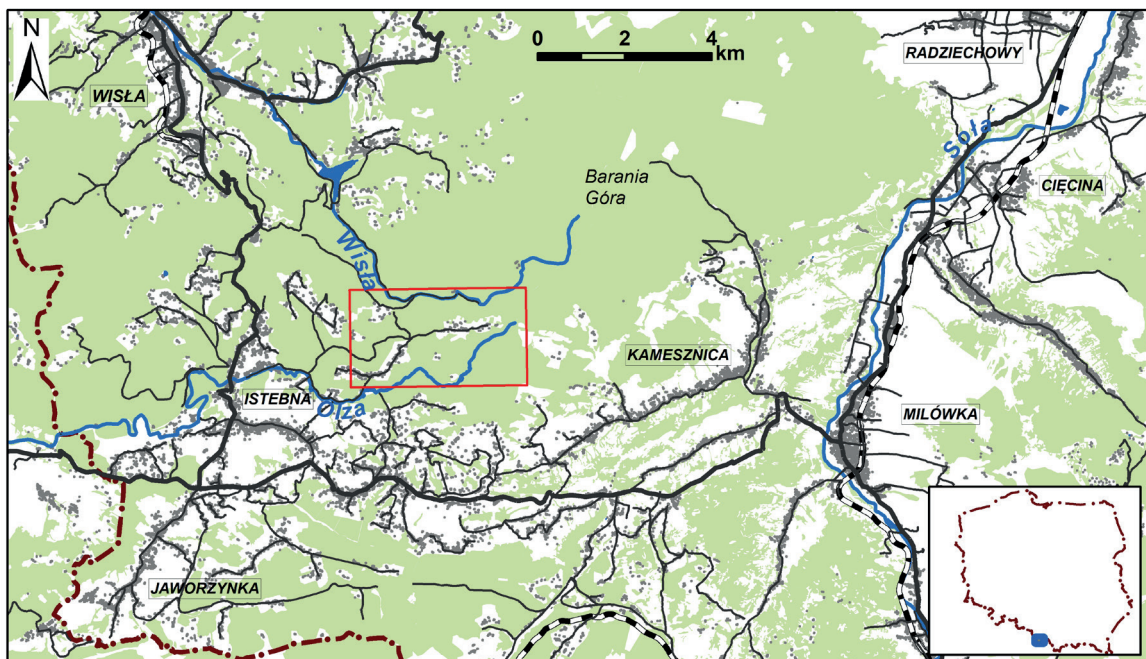 N
0 2 4
km
RADZIECHOWY
WISŁA
Soła
Barania
Góra
CIĘCINA
Wisła
KAMESZNICA
ISTEBNA
Olza
MILÓWKA
JAWORZYNKA